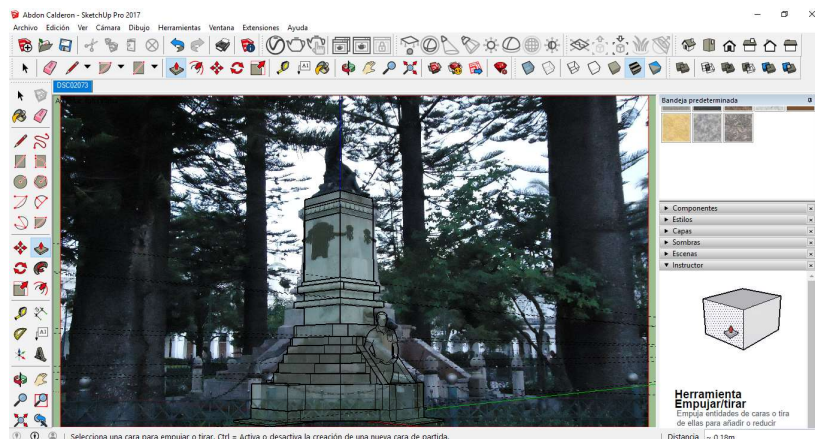 Abdon Calderon - SketchUp Pro 2017
Archivo Edición Ver Cámara Dibujo Herramientas Ventana Extensiones Ayuda
DSC02073
Bandeja predeterminada
Componentes
Estilos
Capas
Sombras
Escenas
Instructor
Herramienta
Empujar/tirar
Empuja entidades de caras o tira
de ellas para añadir o reducir
Selecciona una cara para empujar o tirar. Ctrl = Activa o desactiva la creación de una nueva cara de partida.
Distancia ~ 0.18m